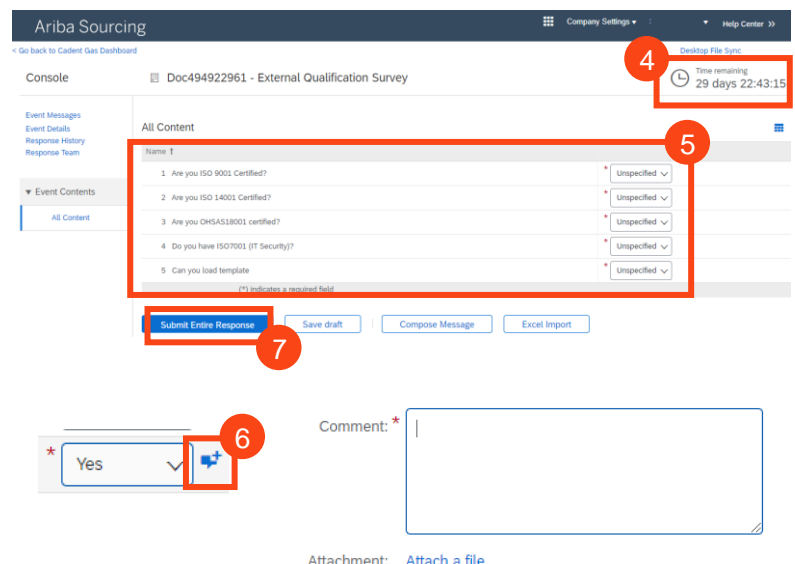 Ariba Sourcing
Company Settings ▾
Help Center >>
< Go back to Cadent Gas Dashboard
Desktop File Sync
4
Console
Doc494922961 - External Qualification Survey
Time remaining
29 days 22:43:15
Event Messages
Event Details
Response History
Response Team
▼ Event Contents
All Content
All Content
5
Name ↑
1 Are you ISO 9001 Certified? * Unspecified
2 Are you ISO 14001 Certified? * Unspecified
3 Are you OHSAS18001 certified? * Unspecified
4 Do you have ISO7001 (IT Security)? * Unspecified
5 Can you load template * Unspecified
(*) indicates a required field
Submit Entire Response
Save draft
Compose Message
Excel Import
7
6
* Yes
Comment: *
Attachment: Attach a file